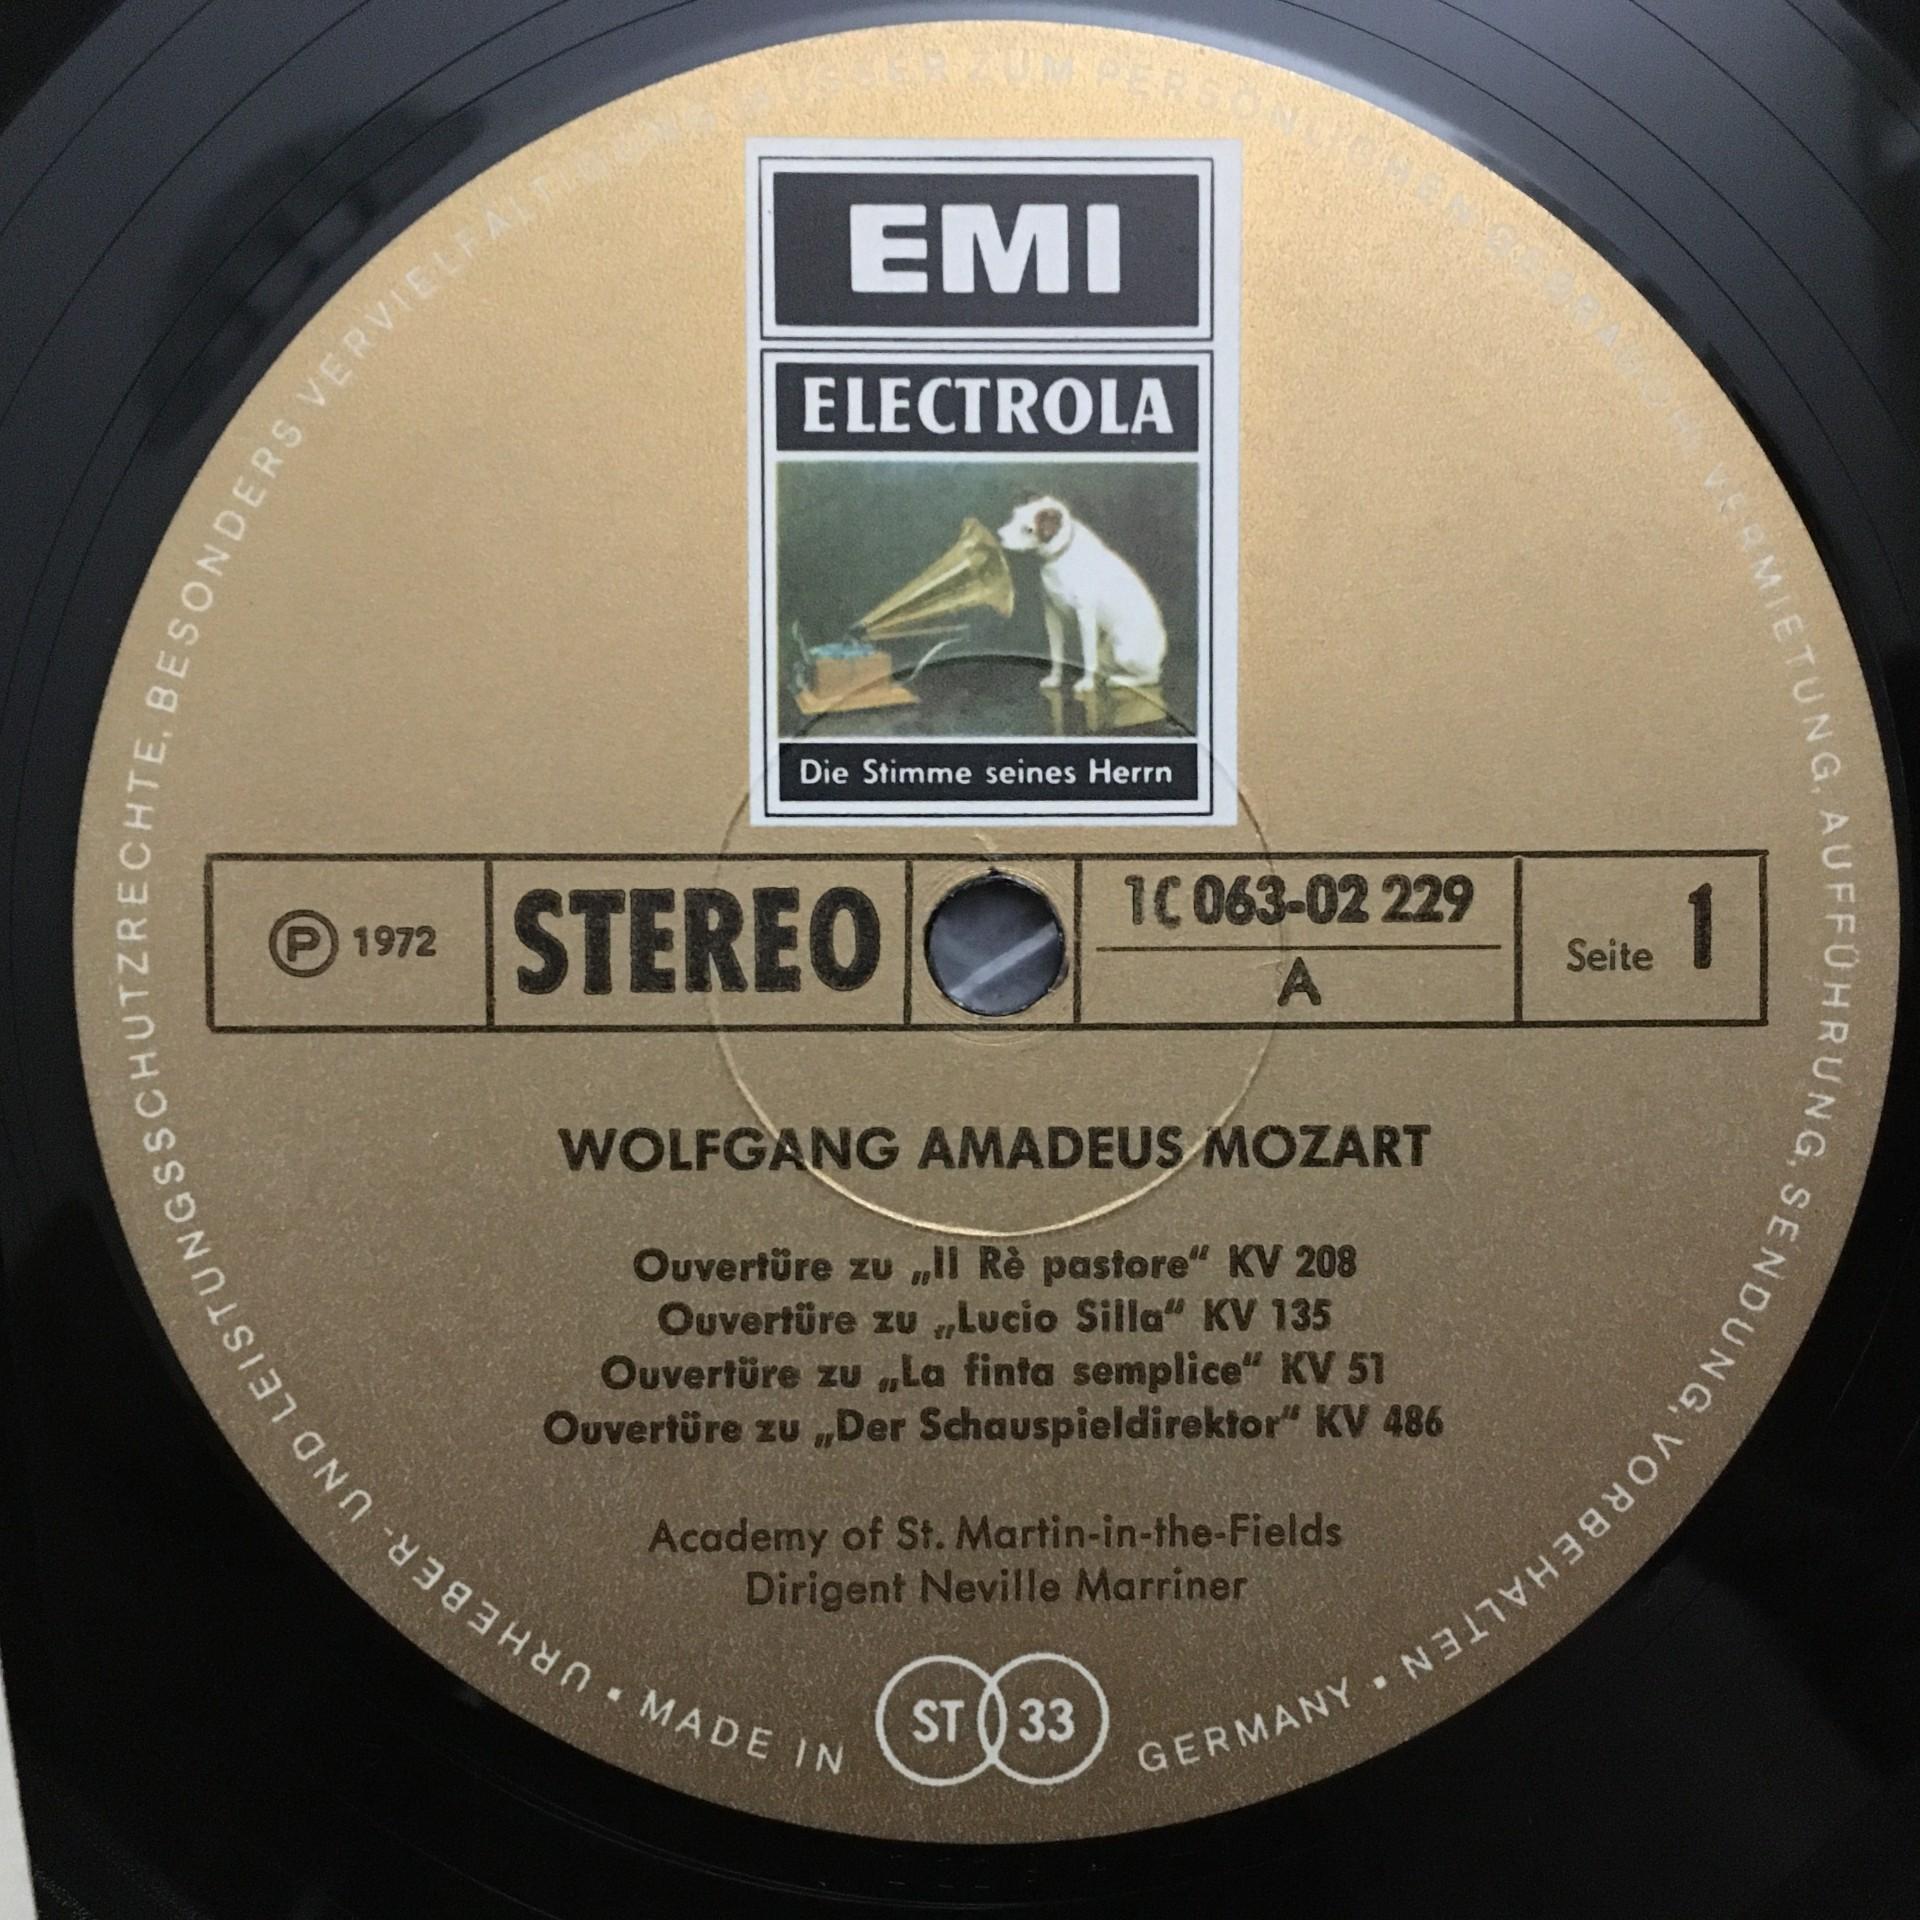 EMI
ELECTROLA
Die Stimme seines Herrn
Ⓟ 1972
STEREO
1C 063-02 229
A
Seite 1
WOLFGANG AMADEUS MOZART
Ouvertüre zu „Il Rè pastore“ KV 208
Ouvertüre zu „Lucio Silla“ KV 135
Ouvertüre zu „La finta semplice“ KV 51
Ouvertüre zu „Der Schauspieldirektor“ KV 486
Academy of St. Martin-in-the-Fields
Dirigent Neville Marriner
ST 33
URHEBER- UND LEISTUNGSSCHUTZRECHTE, BESONDERS VERVIELFÄLTIGUNG AUSSER ZUM PERSÖNLICHEN GEBRAUCH, VERMIETUNG, AUFFÜHRUNG, SENDUNG, VORBEHALTEN • MADE IN GERMANY •